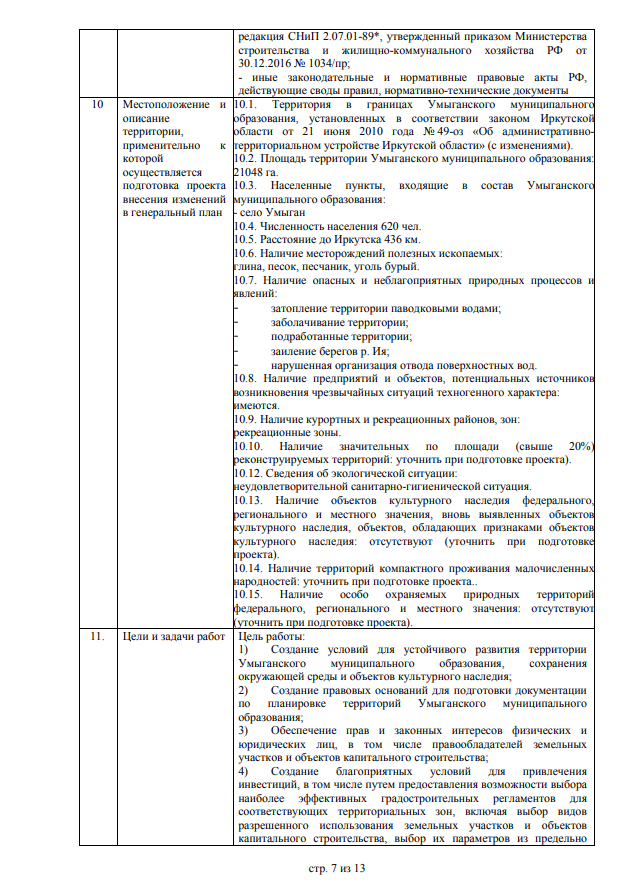 редакция СНиП 2.07.01-89*, утвержденный приказом Министерства
строительства и жилищно-коммунального хозяйства РФ от
30.12.2016 № 1034/пр;
- иные законодательные и нормативные правовые акты РФ,
действующие своды правил, нормативно-технические документы
10
Местоположение и
описание
территории,
применительно к
которой
осуществляется
подготовка проекта
внесения изменений
в генеральный план
10.1. Территория в границах Умыганского муниципального
образования, установленных в соответствии законом Иркутской
области от 21 июня 2010 года № 49-оз «Об административно-
территориальном устройстве Иркутской области» (с изменениями).
10.2. Площадь территории Умыганского муниципального образования:
21048 га.
10.3. Населенные пункты, входящие в состав Умыганского
муниципального образования:
- село Умыган
10.4. Численность населения 620 чел.
10.5. Расстояние до Иркутска 436 км.
10.6. Наличие месторождений полезных ископаемых:
глина, песок, песчаник, уголь бурый.
10.7. Наличие опасных и неблагоприятных природных процессов и
явлений:
- затопление территории паводковыми водами;
- заболачивание территории;
- подработанные территории;
- заиление берегов р. Ия;
- нарушенная организация отвода поверхностных вод.
10.8. Наличие предприятий и объектов, потенциальных источников
возникновения чрезвычайных ситуаций техногенного характера:
имеются.
10.9. Наличие курортных и рекреационных районов, зон:
рекреационные зоны.
10.10. Наличие значительных по площади (свыше 20%)
реконструируемых территорий: уточнить при подготовке проекта).
10.12. Сведения об экологической ситуации:
неудовлетворительной санитарно-гигиенической ситуация.
10.13. Наличие объектов культурного наследия федерального,
регионального и местного значения, вновь выявленных объектов
культурного наследия, объектов, обладающих признаками объектов
культурного наследия: отсутствуют (уточнить при подготовке
проекта).
10.14. Наличие территорий компактного проживания малочисленных
народностей: уточнить при подготовке проекта..
10.15. Наличие особо охраняемых природных территорий
федерального, регионального и местного значения: отсутствуют
(уточнить при подготовке проекта).
11.
Цели и задачи работ
Цель работы:
1) Создание условий для устойчивого развития территории
Умыганского муниципального образования, сохранения
окружающей среды и объектов культурного наследия;
2) Создание правовых оснований для подготовки документации
по планировке территорий Умыганского муниципального
образования;
3) Обеспечение прав и законных интересов физических и
юридических лиц, в том числе правообладателей земельных
участков и объектов капитального строительства;
4) Создание благоприятных условий для привлечения
инвестиций, в том числе путем предоставления возможности выбора
наиболее эффективных градостроительных регламентов для
соответствующих территориальных зон, включая выбор видов
разрешенного использования земельных участков и объектов
капитального строительства, выбор их параметров из предельно
стр. 7 из 13